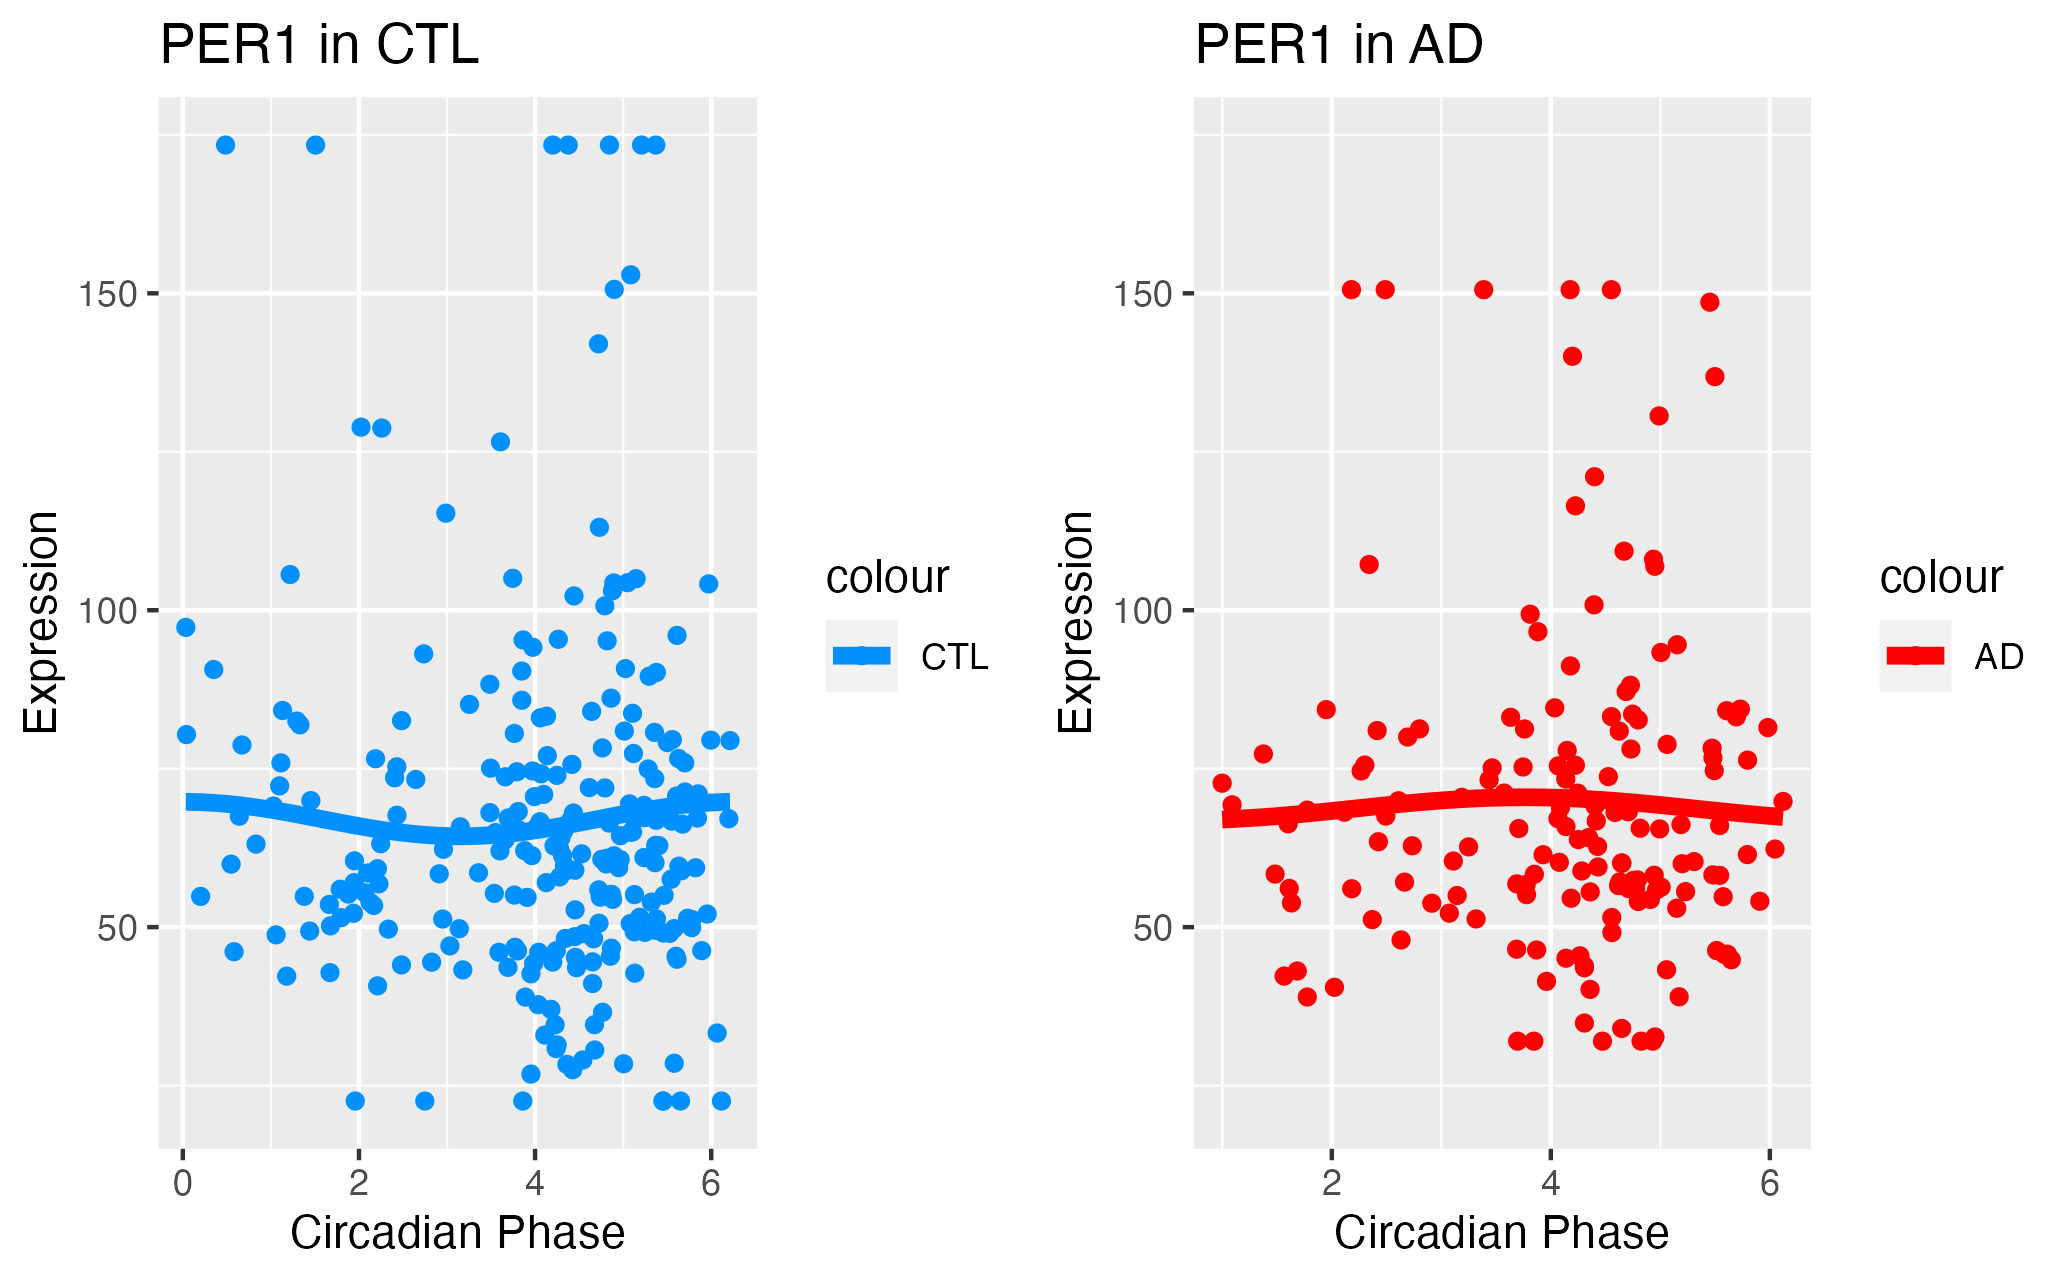 PER1 in CTL
Expression
150
100
50
0 2 4 6
Circadian Phase
colour
CTL
PER1 in AD
Expression
150
100
50
2 4 6
Circadian Phase
colour
AD